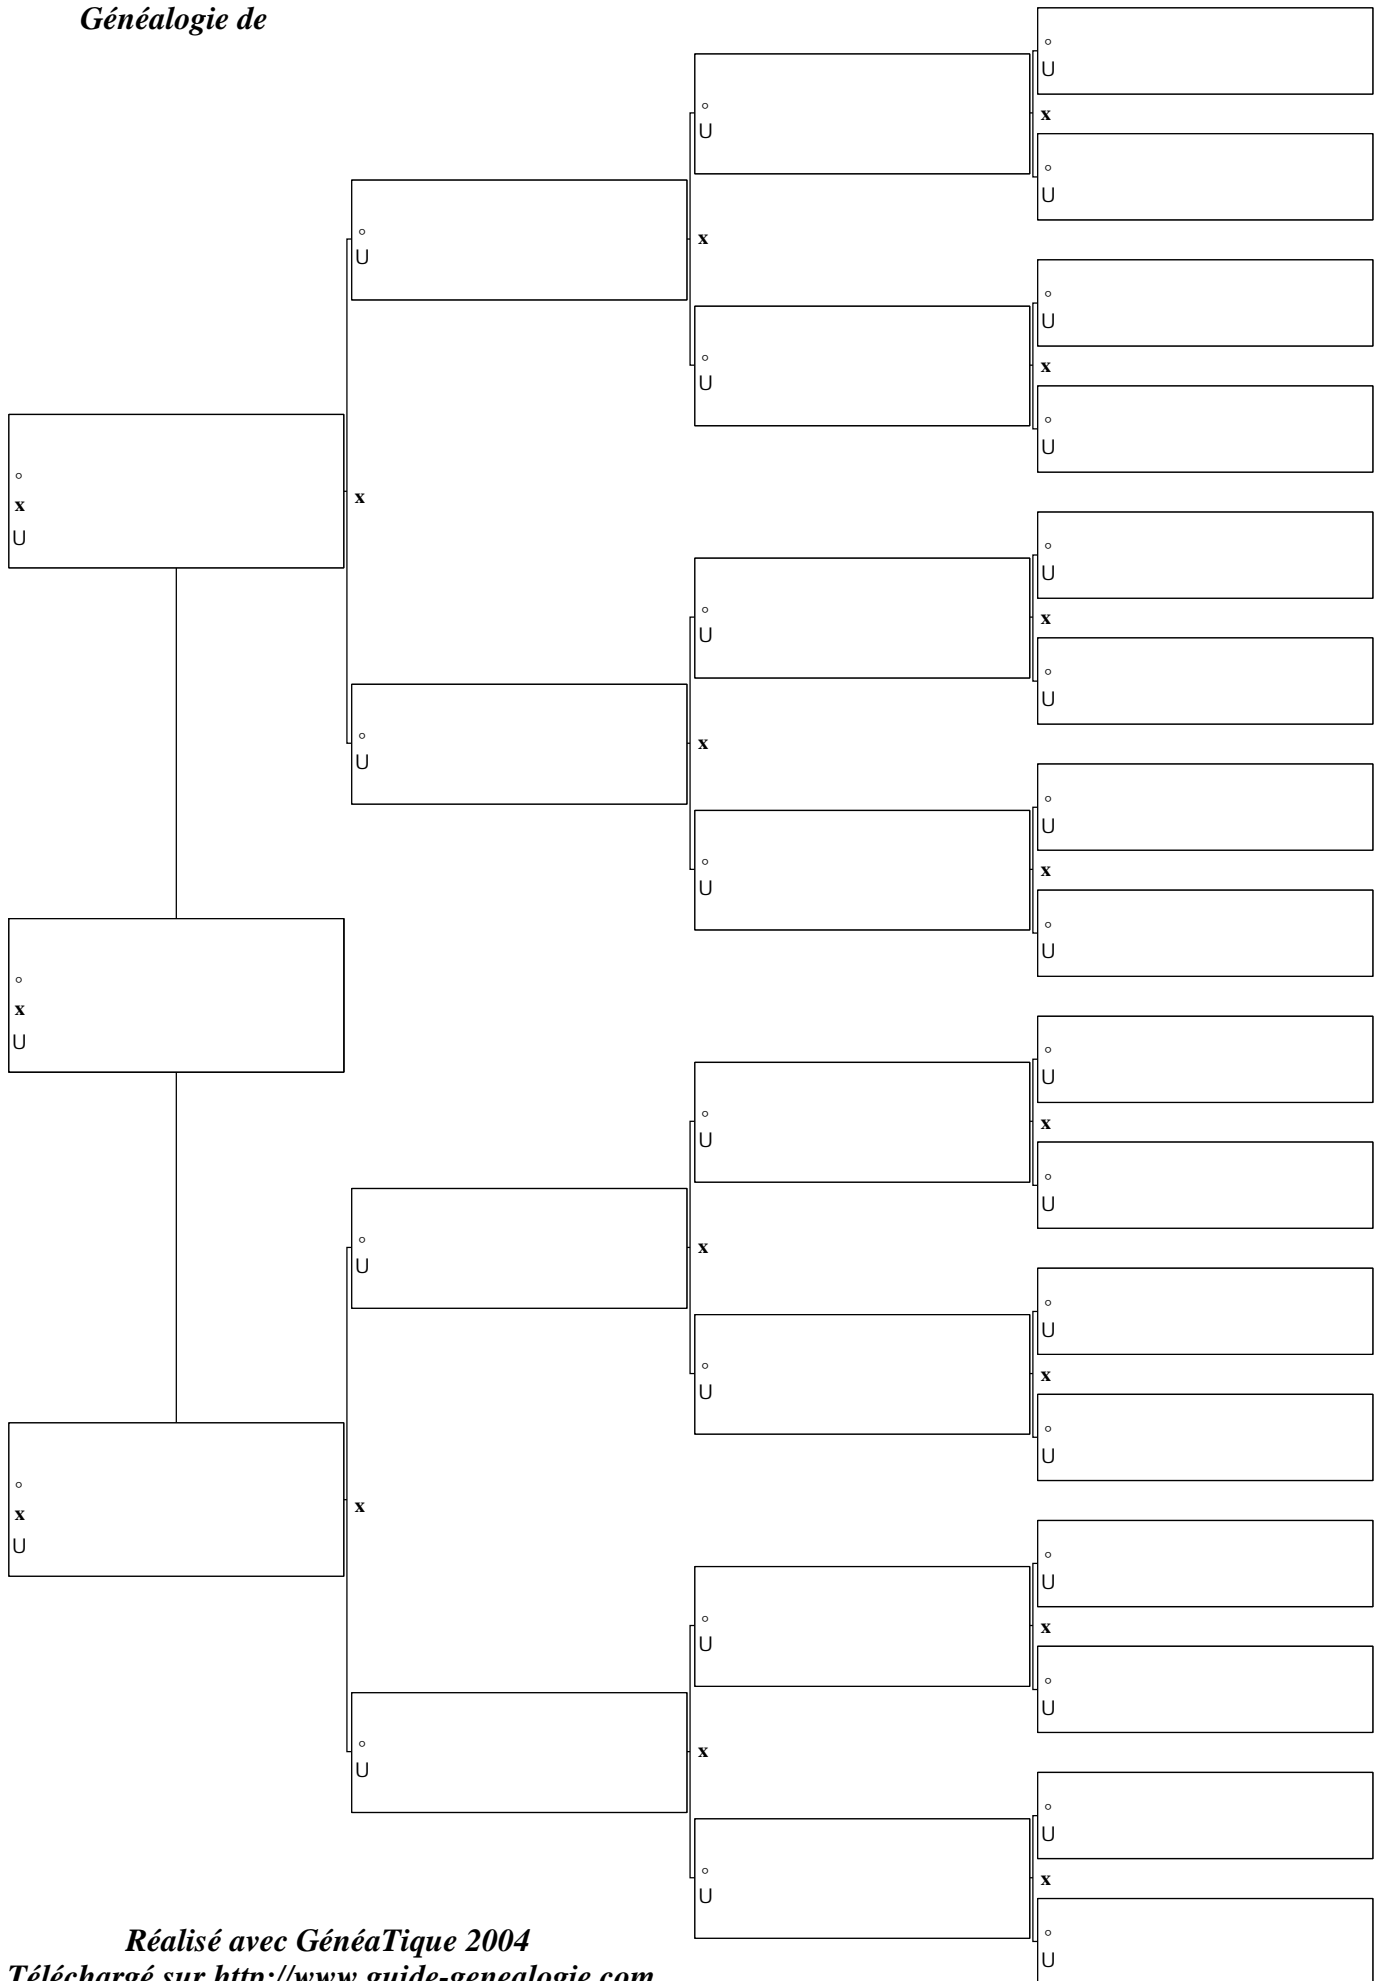 Généalogie de
°
U
x
°
U
°
U
x
°
U
°
U
x
°
U
°
U
x
°
U
°
U
x
°
U
°
U
x
°
U
°
U
x
°
U
°
U
x
°
U
°
U
°
U
°
U
°
U
°
U
°
U
°
U
°
U
x
x
x
x
°
U
°
U
°
U
°
U
x
x
°
x
U
°
x
U
°
x
U
Réalisé avec GénéaTique 2004
Téléchargé sur http://www.guide-genealogie.com